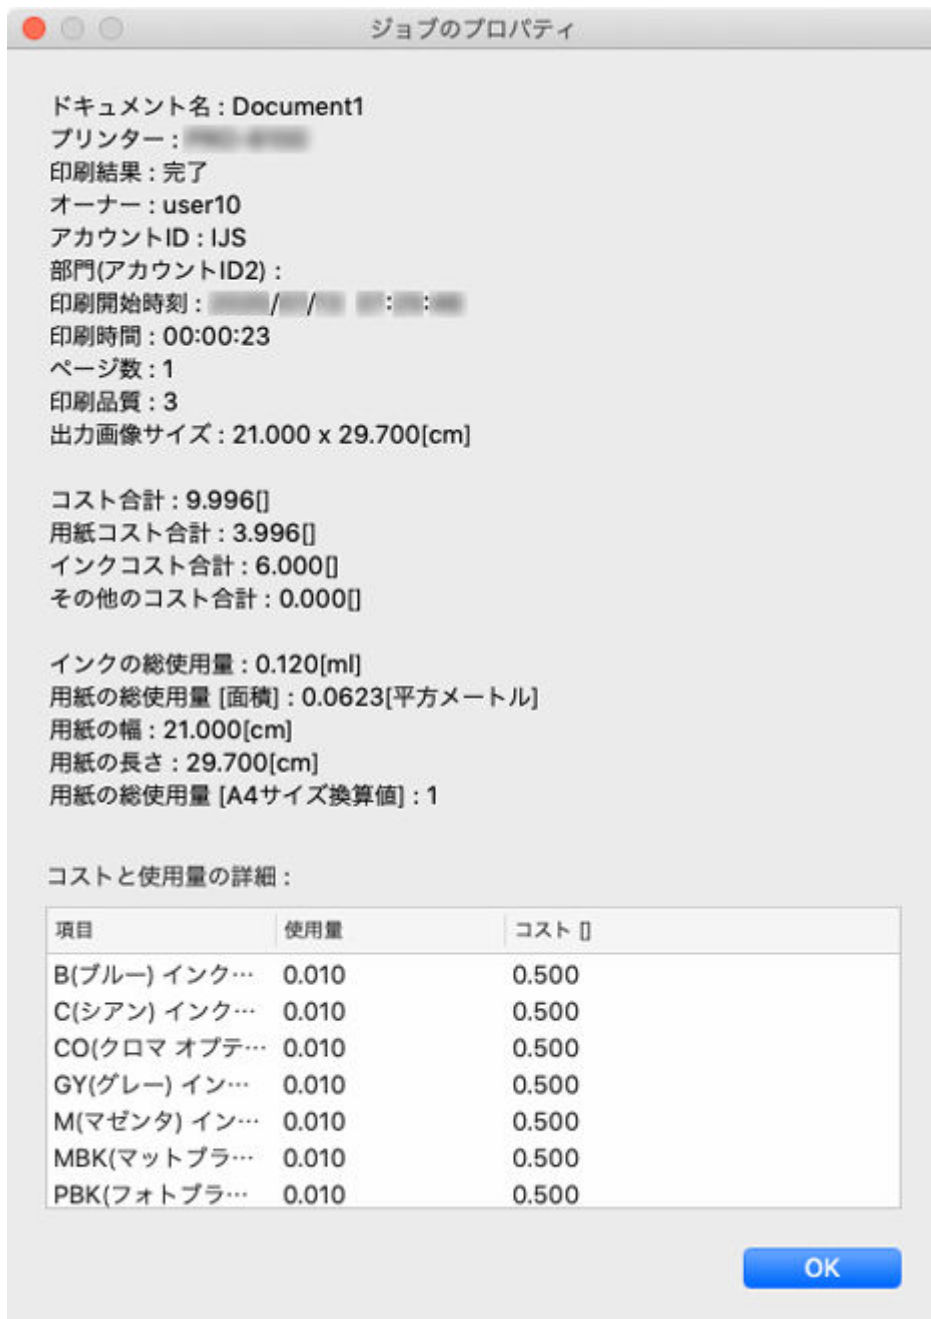 ジョブのプロパティ
ドキュメント名 : Document1
プリンター :
印刷結果 : 完了
オーナー : user10
アカウントID : IJS
部門(アカウントID2) :
印刷開始時刻 : / / : :
印刷時間 : 00:00:23
ページ数 : 1
印刷品質 : 3
出力画像サイズ : 21.000 x 29.700[cm]
コスト合計 : 9.996[]
用紙コスト合計 : 3.996[]
インクコスト合計 : 6.000[]
その他のコスト合計 : 0.000[]
インクの総使用量 : 0.120[ml]
用紙の総使用量 [面積] : 0.0623[平方メートル]
用紙の幅 : 21.000[cm]
用紙の長さ : 29.700[cm]
用紙の総使用量 [A4サイズ換算値] : 1
コストと使用量の詳細 :
項目 使用量 コスト []
B(ブルー) インク… 0.010 0.500
C(シアン) インク… 0.010 0.500
CO(クロマ オプテ… 0.010 0.500
GY(グレー) イン… 0.010 0.500
M(マゼンタ) イン… 0.010 0.500
MBK(マットブラ… 0.010 0.500
PBK(フォトブラ… 0.010 0.500
OK